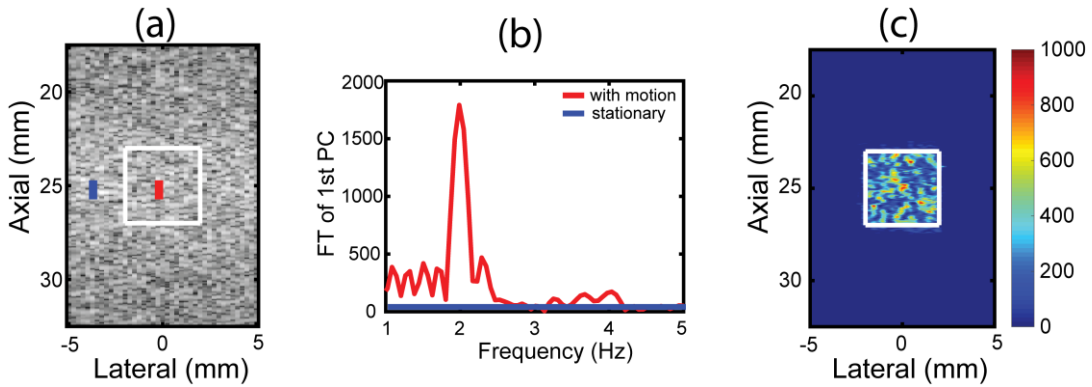 (a)
20
25
30
Axial (mm)
-5
0
5
Lateral (mm)
(b)
2000
1500
1000
500
0
FT of 1st PC
with motion
stationary
1
2
3
4
5
Frequency (Hz)
(c)
20
25
30
Axial (mm)
-5
0
5
Lateral (mm)
1000
800
600
400
200
0